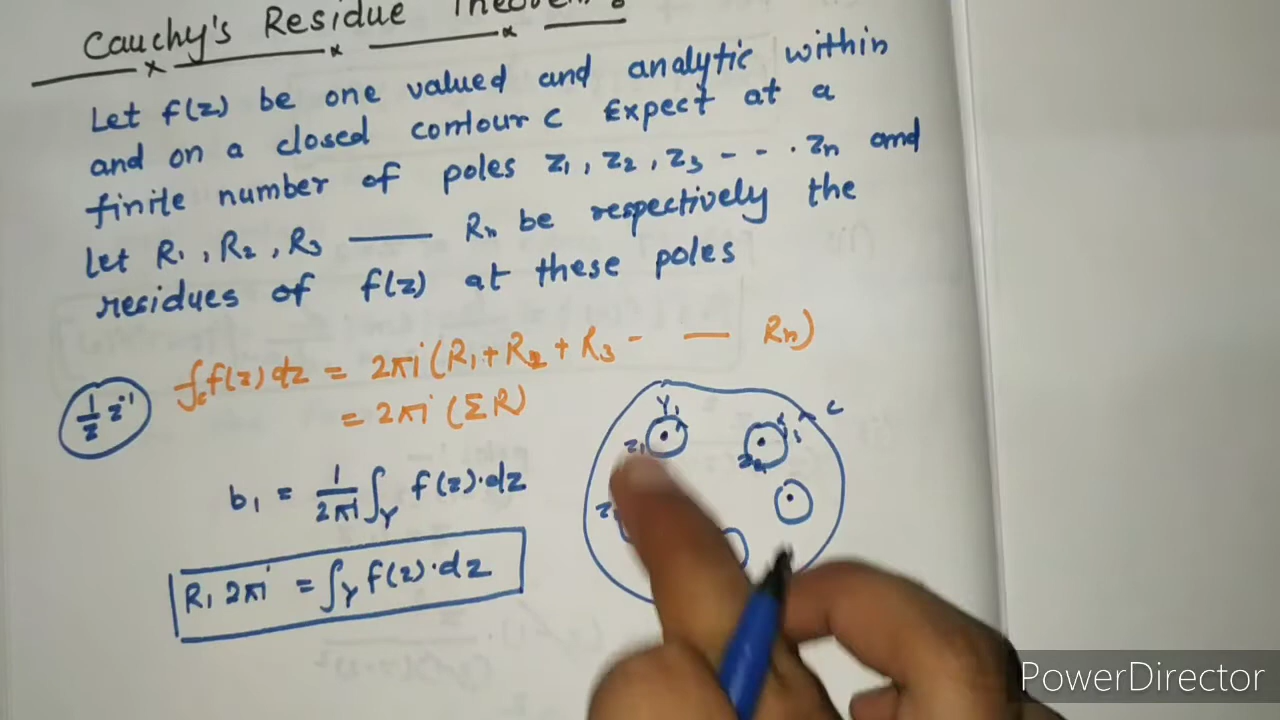 Cauchy's Residue Theorem
Let f(z) be one valued and analytic within
and on a closed contour C Expect at a
finite number of poles z₁, z₂, z₃ - - . zₙ and
let R₁, R₂, R₃ —— Rₙ be respectively the
residues of f(z) at these poles
∫c f(z) dz = 2πi (R₁ + R₂ + R₃ - — Rₙ)
= 2πi (ΣR)
1/z z⁻¹
b₁ = 1/2πi ∫γ f(z)·dz
R₁ 2πi = ∫γ f(z)·dz
γ₁
z₁
C
PowerDirector